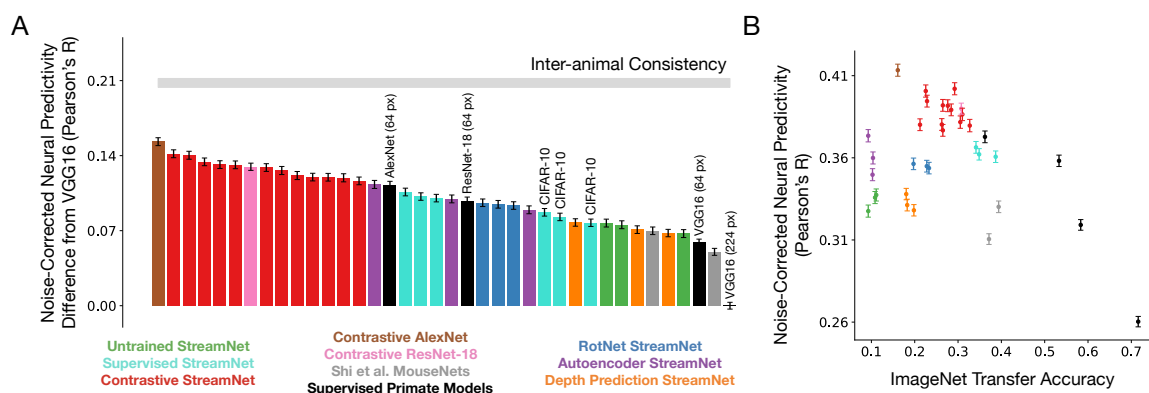 A
Noise-Corrected Neural Predictivity
Difference from VGG16 (Pearson's R)
0.21
0.14
0.07
0.00
Inter-animal Consistency
AlexNet (64 px)
ResNet-18 (64 px)
CIFAR-10
CIFAR-10
CIFAR-10
VGG16 (64 px)
VGG16 (224 px)
Untrained StreamNet
Supervised StreamNet
Contrastive StreamNet
Contrastive AlexNet
Contrastive ResNet-18
Shi et al. MouseNets
Supervised Primate Models
RotNet StreamNet
Autoencoder StreamNet
Depth Prediction StreamNet
B
Noise-Corrected Neural Predictivity
(Pearson's R)
0.41
0.36
0.31
0.26
0.1 0.2 0.3 0.4 0.5 0.6 0.7
ImageNet Transfer Accuracy